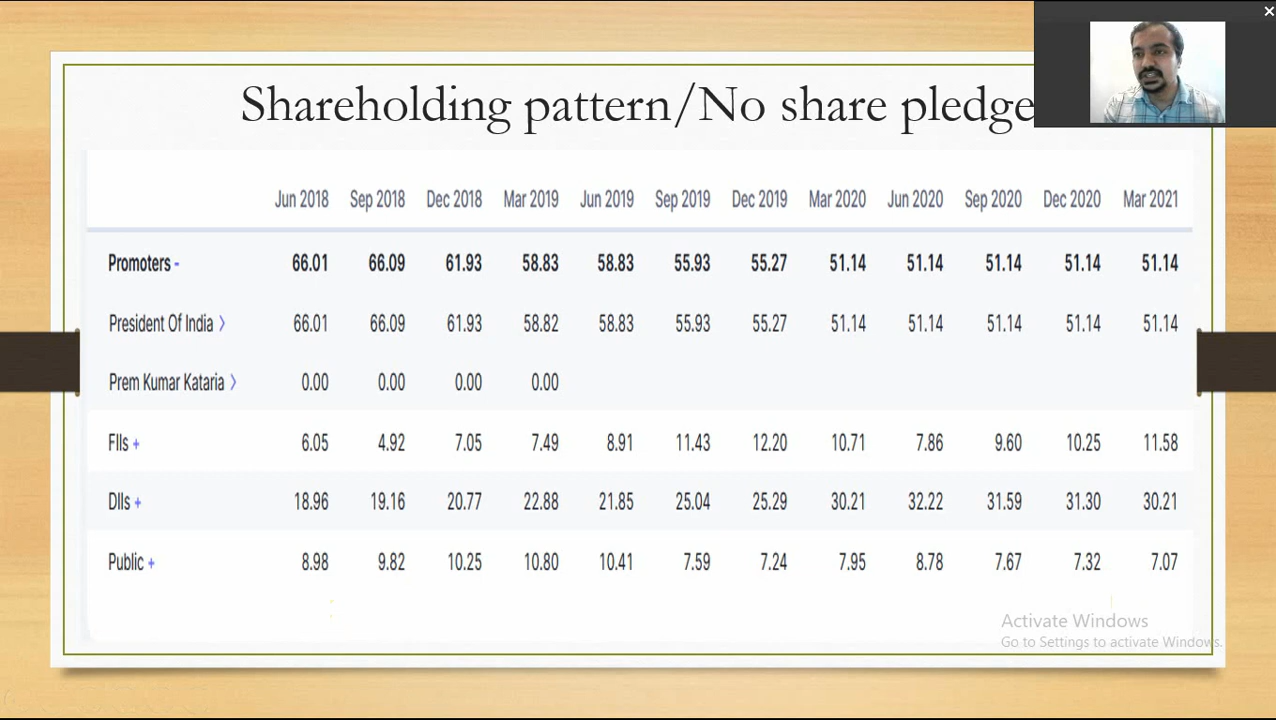 Shareholding pattern/No share pledge
Jun 2018 Sep 2018 Dec 2018 Mar 2019 Jun 2019 Sep 2019 Dec 2019 Mar 2020 Jun 2020 Sep 2020 Dec 2020 Mar 2021
Promoters - 66.01 66.09 61.93 58.83 58.83 55.93 55.27 51.14 51.14 51.14 51.14 51.14
President Of India > 66.01 66.09 61.93 58.82 58.83 55.93 55.27 51.14 51.14 51.14 51.14 51.14
Prem Kumar Kataria > 0.00 0.00 0.00 0.00
FIIs + 6.05 4.92 7.05 7.49 8.91 11.43 12.20 10.71 7.86 9.60 10.25 11.58
DIIs + 18.96 19.16 20.77 22.88 21.85 25.04 25.29 30.21 32.22 31.59 31.30 30.21
Public + 8.98 9.82 10.25 10.80 10.41 7.59 7.24 7.95 8.78 7.67 7.32 7.07
Activate Windows
Go to Settings to activate Windows.